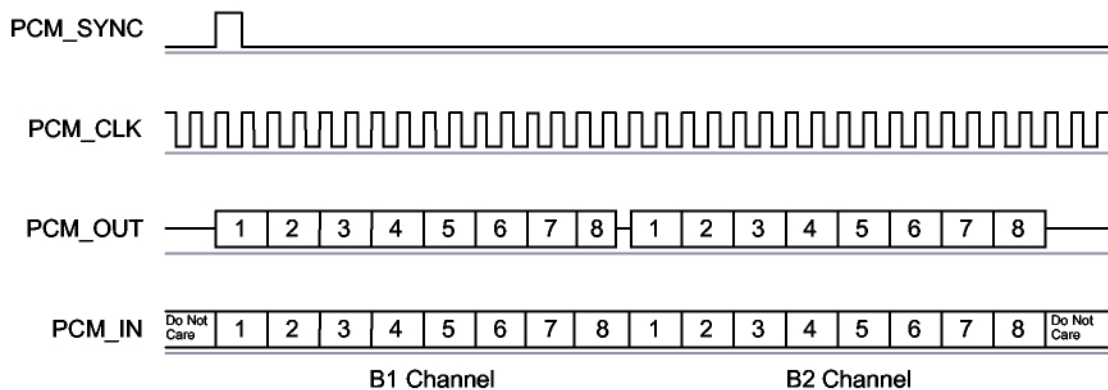 PCM_SYNC
PCM_CLK
PCM_OUT 1 2 3 4 5 6 7 8 1 2 3 4 5 6 7 8
PCM_IN Do Not Care 1 2 3 4 5 6 7 8 1 2 3 4 5 6 7 8 Do Not Care
B1 Channel B2 Channel